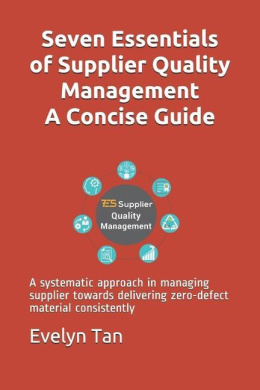 Seven Essentials
of Supplier Quality
Management
A Concise Guide
7ES Supplier
Quality
Management
A systematic approach in managing
supplier towards delivering zero-defect
material consistently
Evelyn Tan